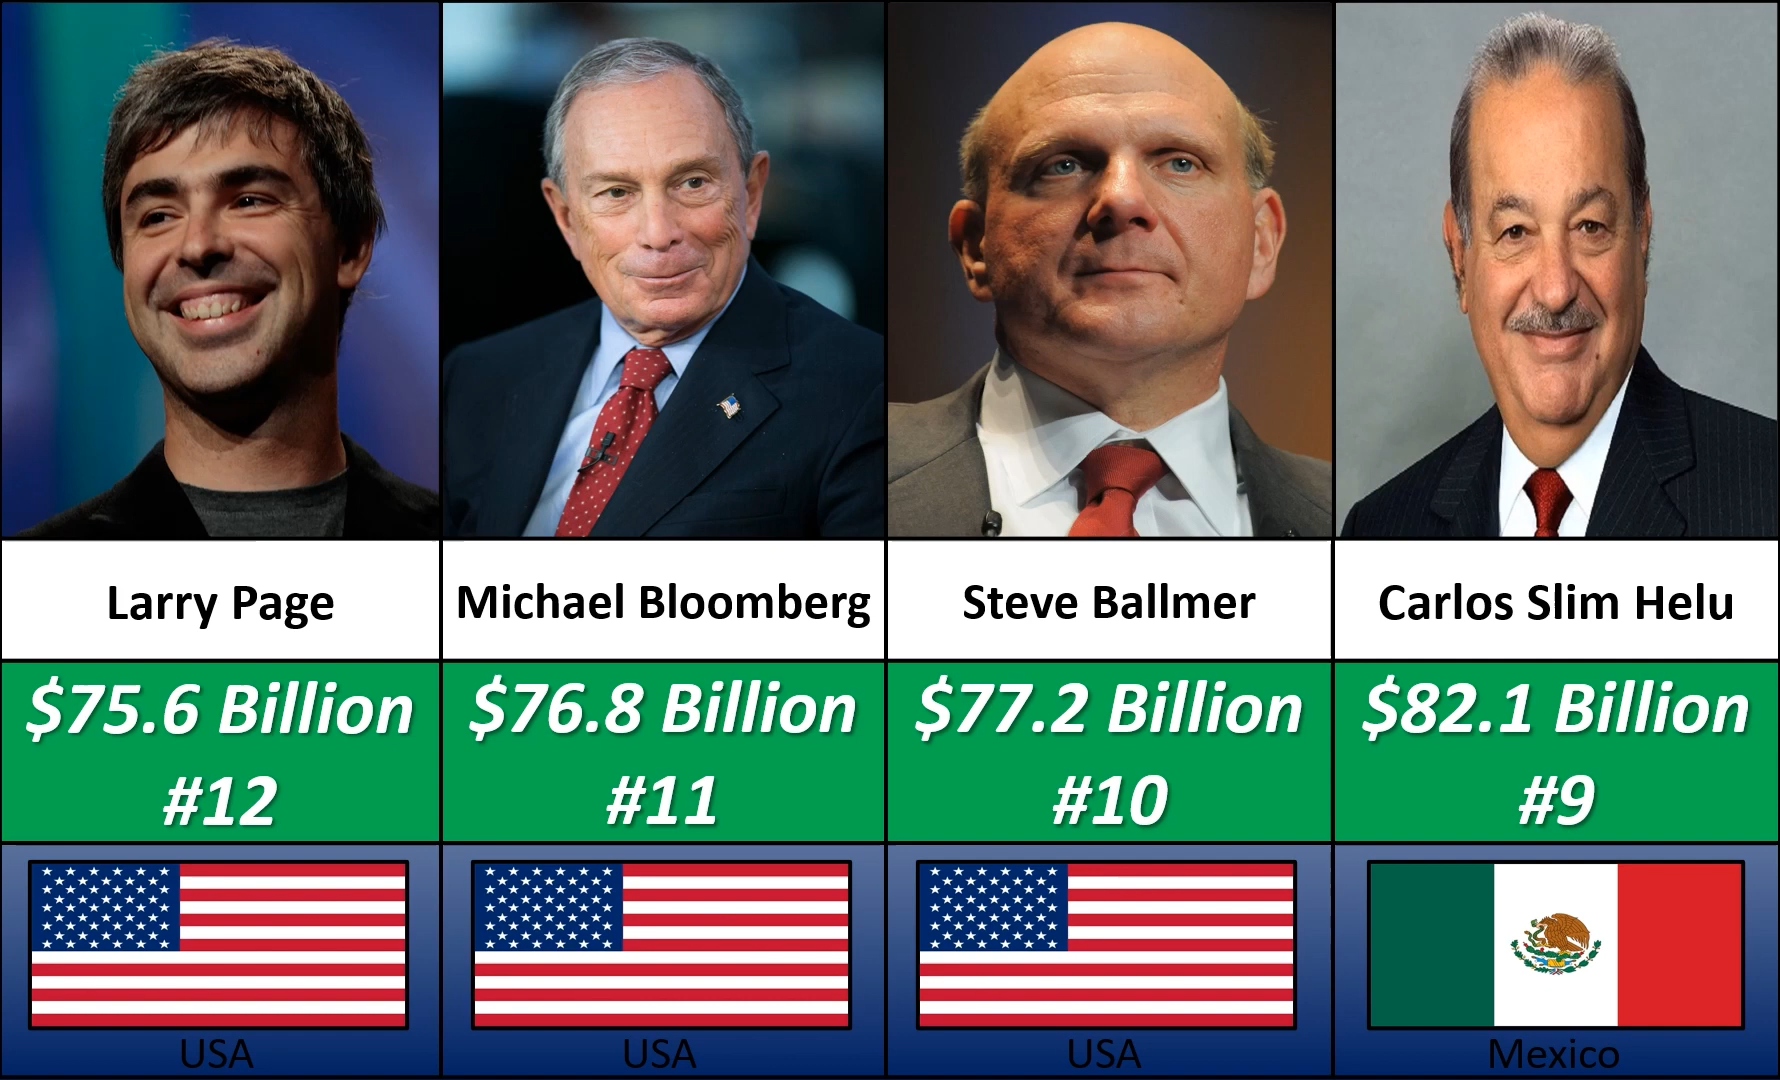 Larry Page
Michael Bloomberg
Steve Ballmer
Carlos Slim Helu
$75.6 Billion
#12
$76.8 Billion
#11
$77.2 Billion
#10
$82.1 Billion
#9
USA
USA
USA
Mexico